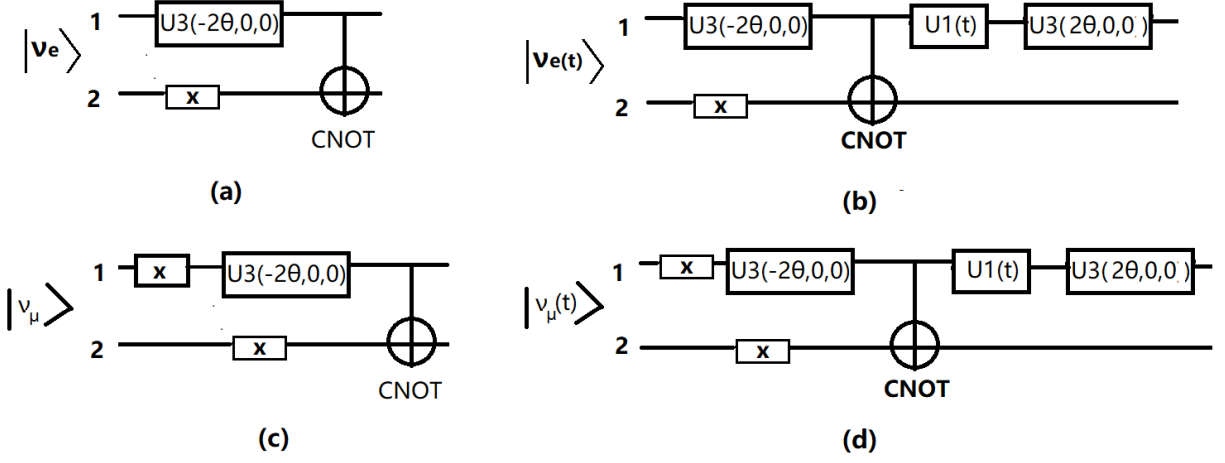 1 U3(-2θ,0,0)
|νe⟩
2 x
CNOT
(a)
1 U3(-2θ,0,0) U1(t) U3(2θ,0,0)
|νe(t)⟩
2 x
CNOT
(b)
1 x U3(-2θ,0,0)
|νμ⟩
2 x
CNOT
(c)
1 x U3(-2θ,0,0) U1(t) U3(2θ,0,0)
|νμ(t)⟩
2 x
CNOT
(d)